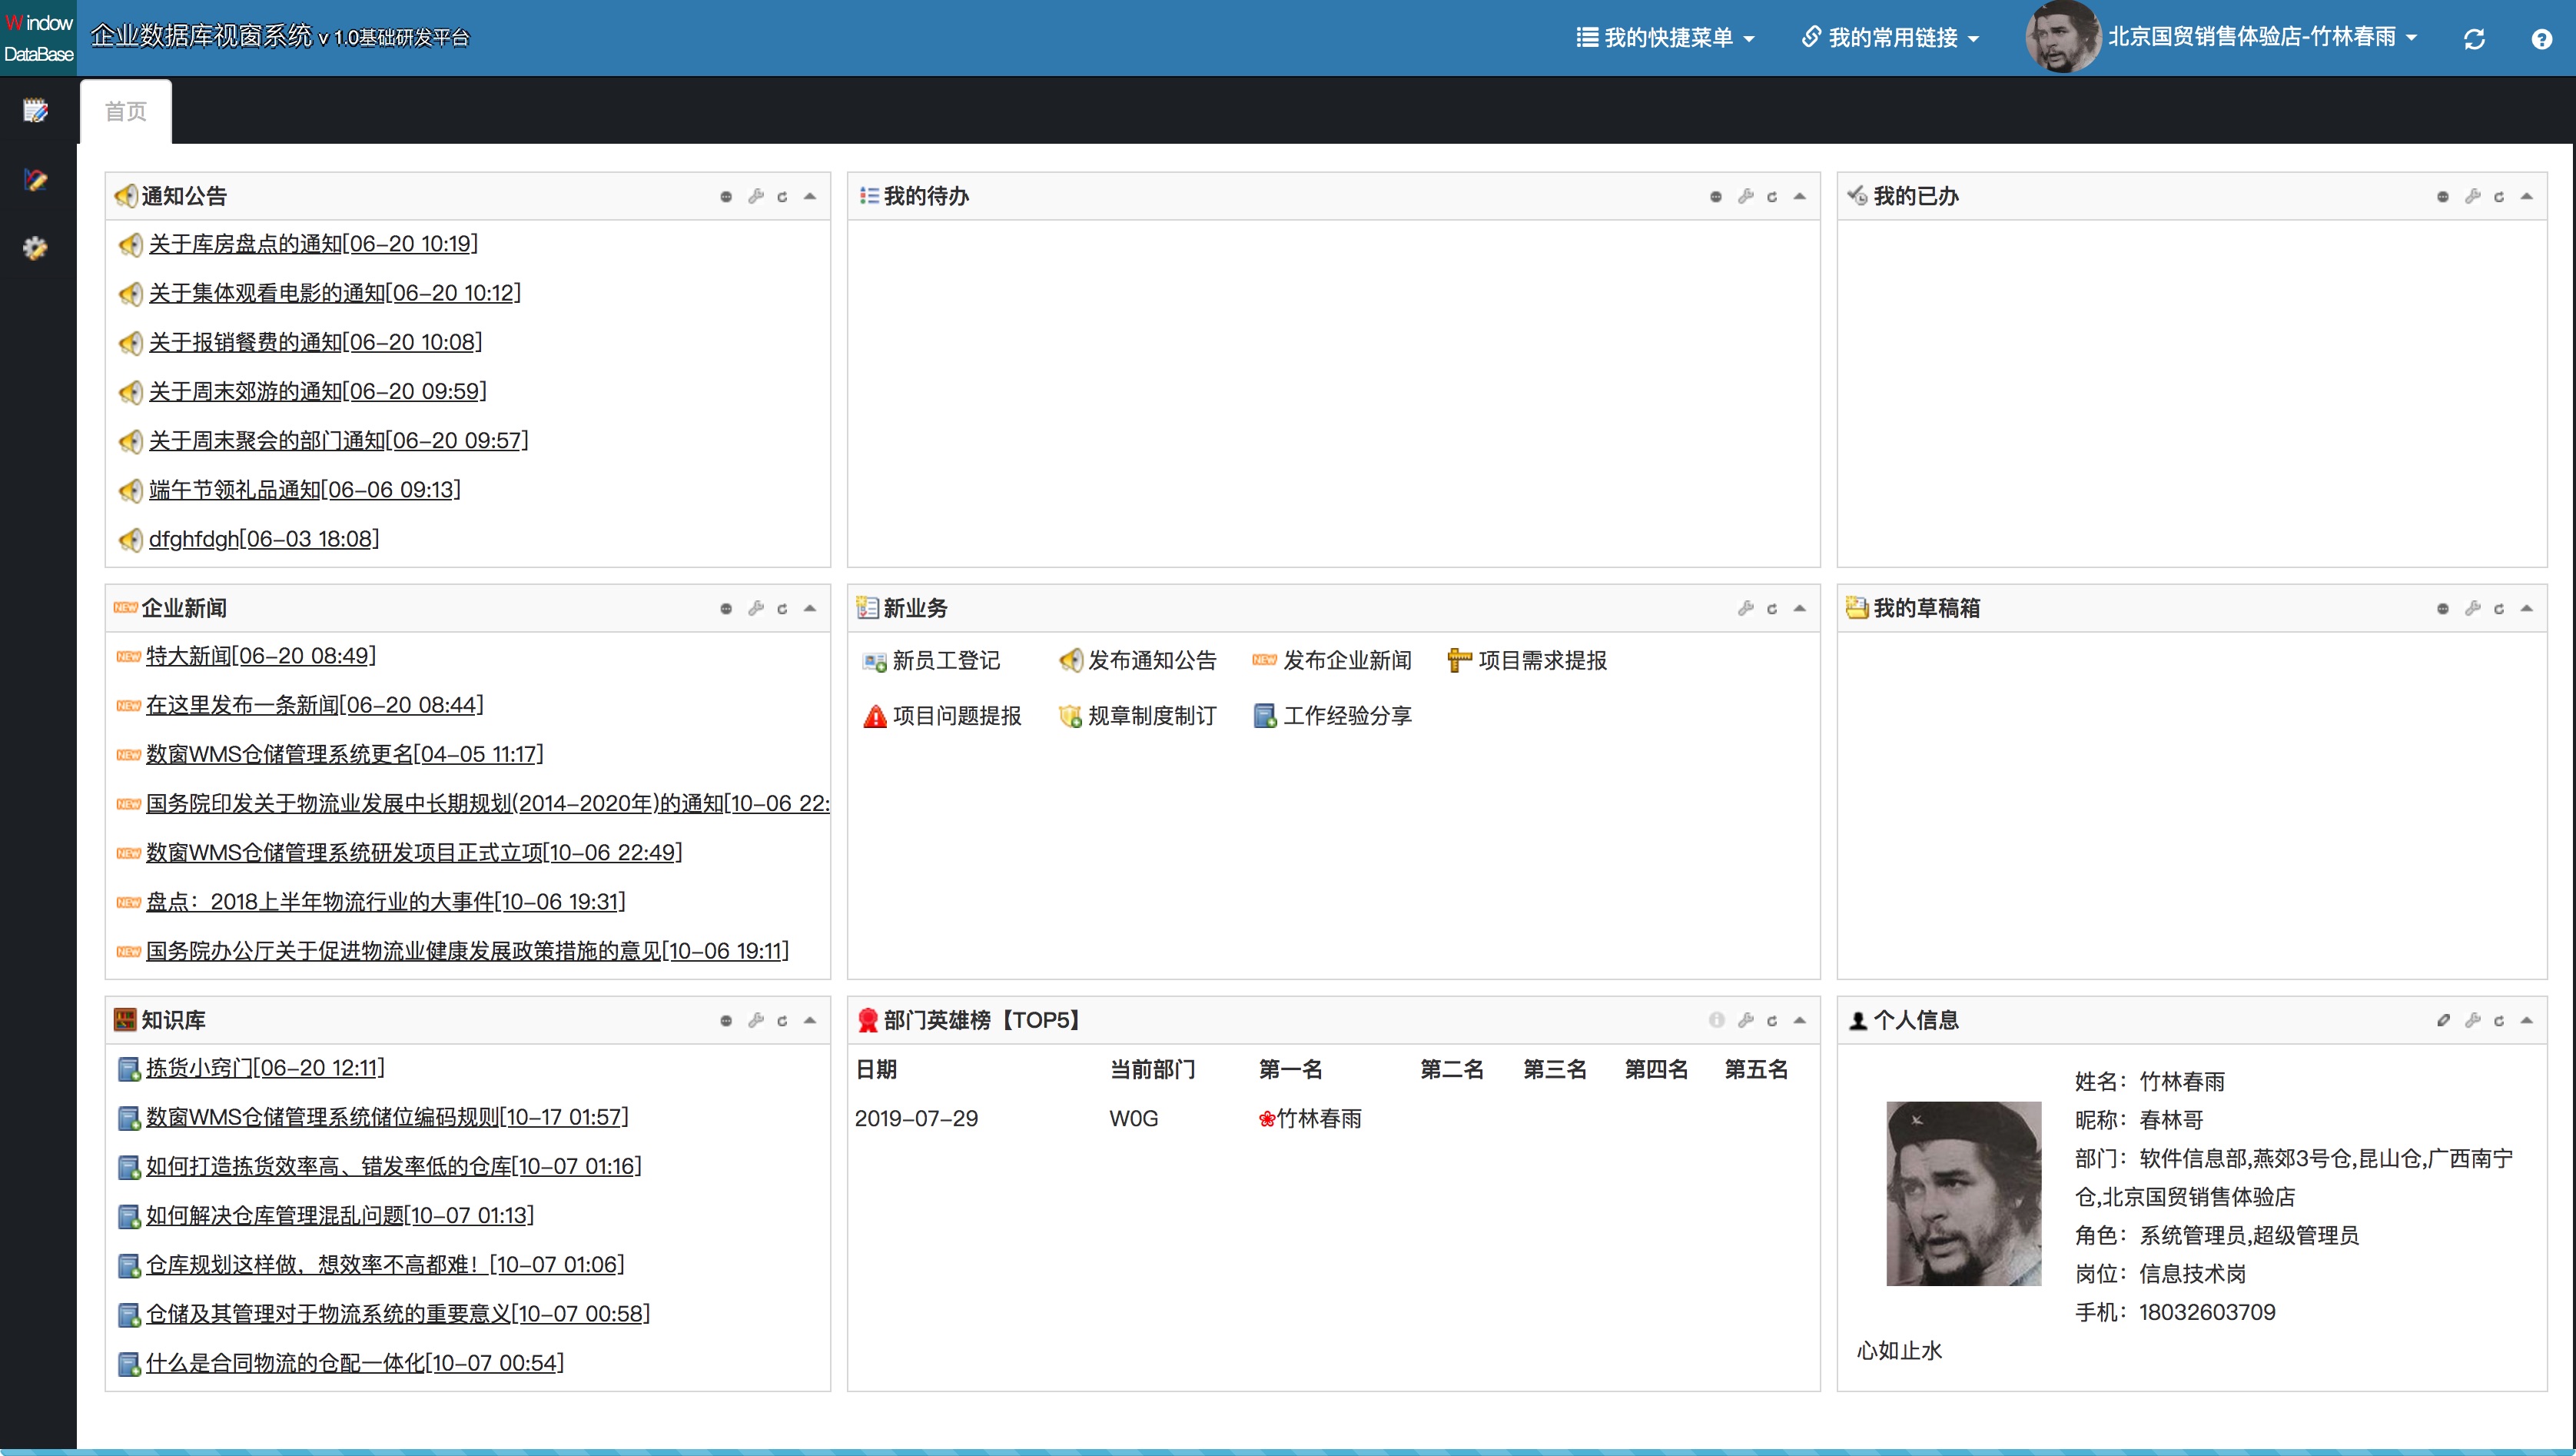 Window
DataBase
企业数据库视窗系统 v 1.0基础研发平台
我的快捷菜单
我的常用链接
北京国贸销售体验店-竹林春雨
首页
通知公告
关于库房盘点的通知[06-20 10:19]
关于集体观看电影的通知[06-20 10:12]
关于报销餐费的通知[06-20 10:08]
关于周末郊游的通知[06-20 09:59]
关于周末聚会的部门通知[06-20 09:57]
端午节领礼品通知[06-06 09:13]
dfghfdgh[06-03 18:08]
我的待办
我的已办
企业新闻
NEW 特大新闻[06-20 08:49]
NEW 在这里发布一条新闻[06-20 08:44]
NEW 数窗WMS仓储管理系统更名[04-05 11:17]
NEW 国务院印发关于物流业发展中长期规划(2014-2020年)的通知[10-06 22:
NEW 数窗WMS仓储管理系统研发项目正式立项[10-06 22:49]
NEW 盘点：2018上半年物流行业的大事件[10-06 19:31]
NEW 国务院办公厅关于促进物流业健康发展政策措施的意见[10-06 19:11]
新业务
新员工登记 发布通知公告 NEW 发布企业新闻 项目需求提报
项目问题提报 规章制度制订 工作经验分享
我的草稿箱
知识库
拣货小窍门[06-20 12:11]
数窗WMS仓储管理系统储位编码规则[10-17 01:57]
如何打造拣货效率高、错发率低的仓库[10-07 01:16]
如何解决仓库管理混乱问题[10-07 01:13]
仓库规划这样做，想效率不高都难！[10-07 01:06]
仓储及其管理对于物流系统的重要意义[10-07 00:58]
什么是合同物流的仓配一体化[10-07 00:54]
部门英雄榜【TOP5】
日期 当前部门 第一名 第二名 第三名 第四名 第五名
2019-07-29 W0G ❀竹林春雨
个人信息
姓名：竹林春雨
昵称：春林哥
部门：软件信息部,燕郊3号仓,昆山仓,广西南宁
仓,北京国贸销售体验店
角色：系统管理员,超级管理员
岗位：信息技术岗
手机：18032603709
心如止水